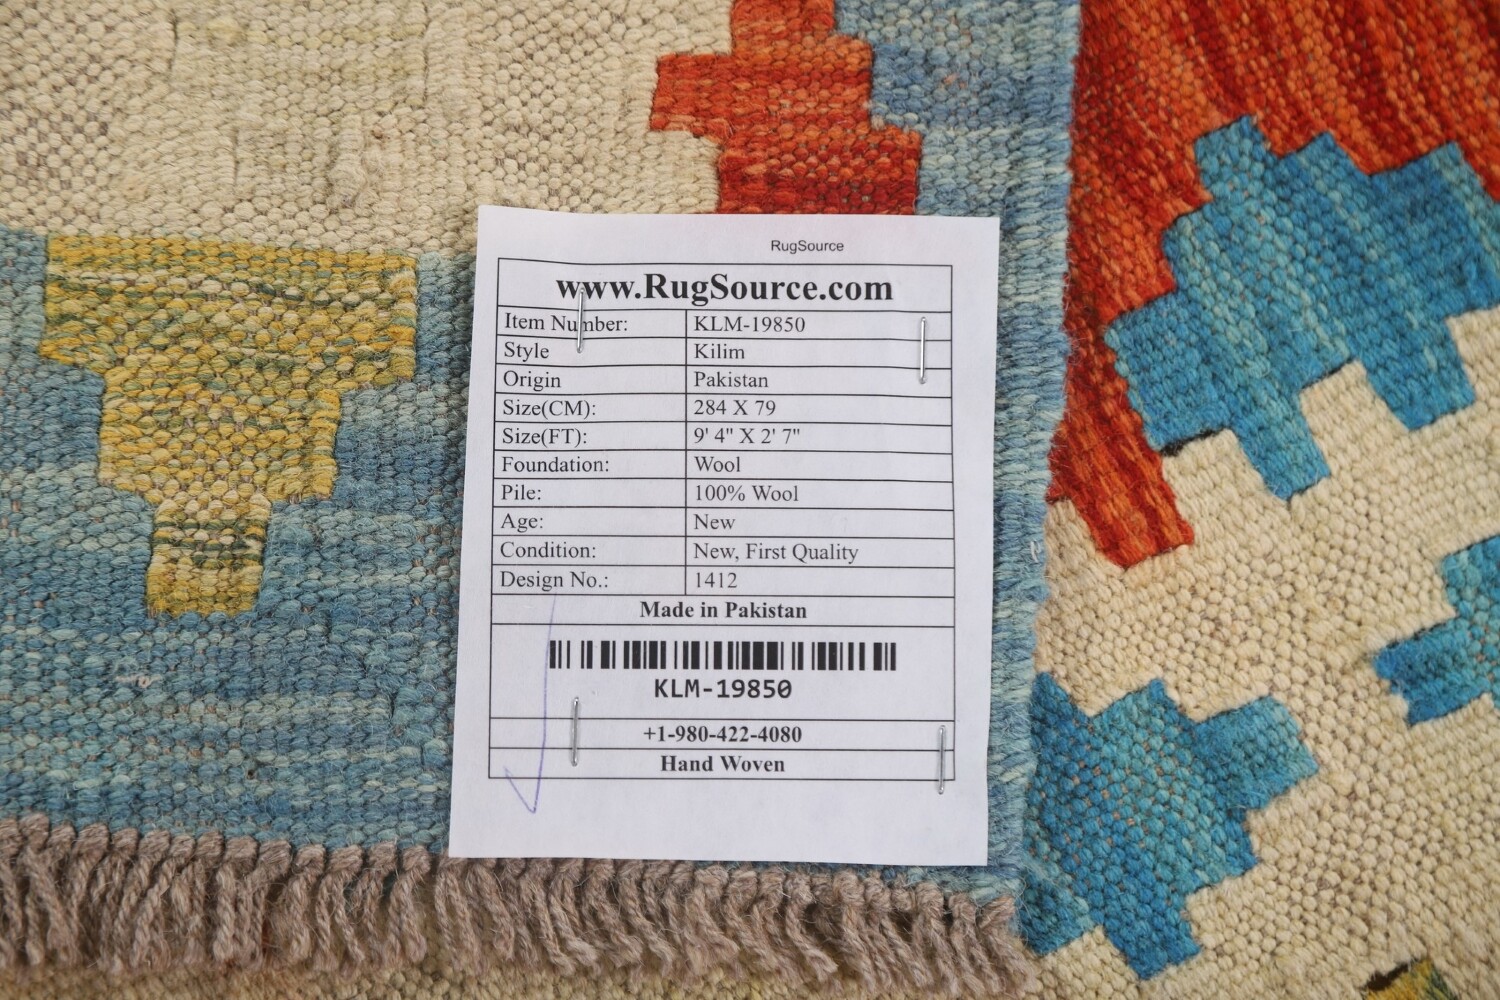 RugSource
www.RugSource.com
Item Number: KLM-19850
Style Kilim
Origin Pakistan
Size(CM): 284 X 79
Size(FT): 9' 4" X 2' 7"
Foundation: Wool
Pile: 100% Wool
Age: New
Condition: New, First Quality
Design No.: 1412
Made in Pakistan
KLM-19850
+1-980-422-4080
Hand Woven